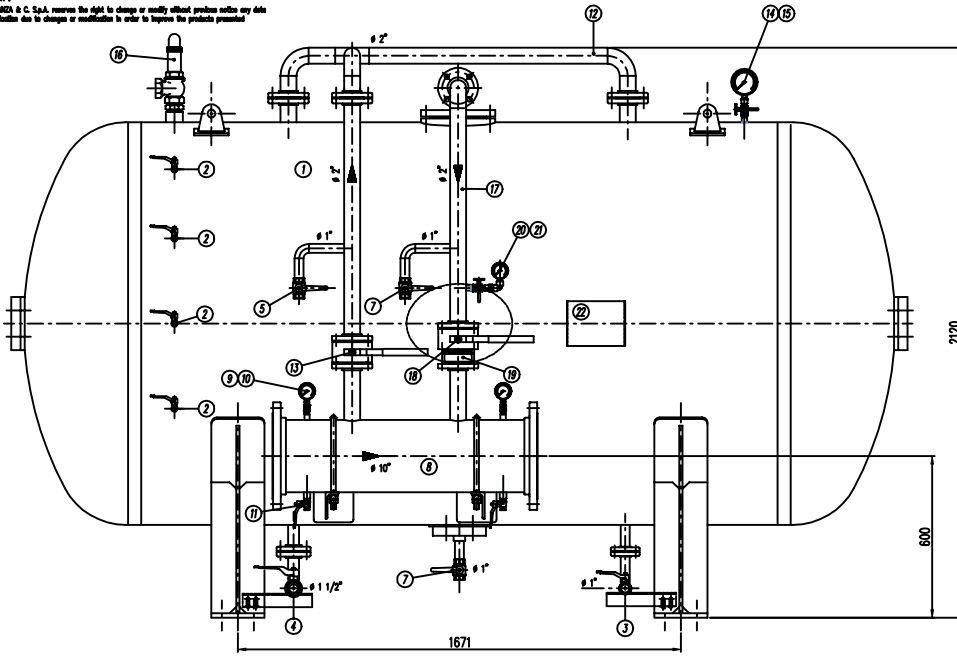 NZA & C. S.p.A. reserves the right to change or modify without previous notice any data
ication due to changes or modification in order to improve the products presented
16
ø 2"
12
14 15
2
1
ø 2"
ø 2"
17
2
ø 1"
ø 1"
20 21
5
7
2
22
13
18
19
2120
9 10
2
ø 10"
8
11
600
7
ø 1"
ø 1 1/2"
ø 1"
4
3
1671